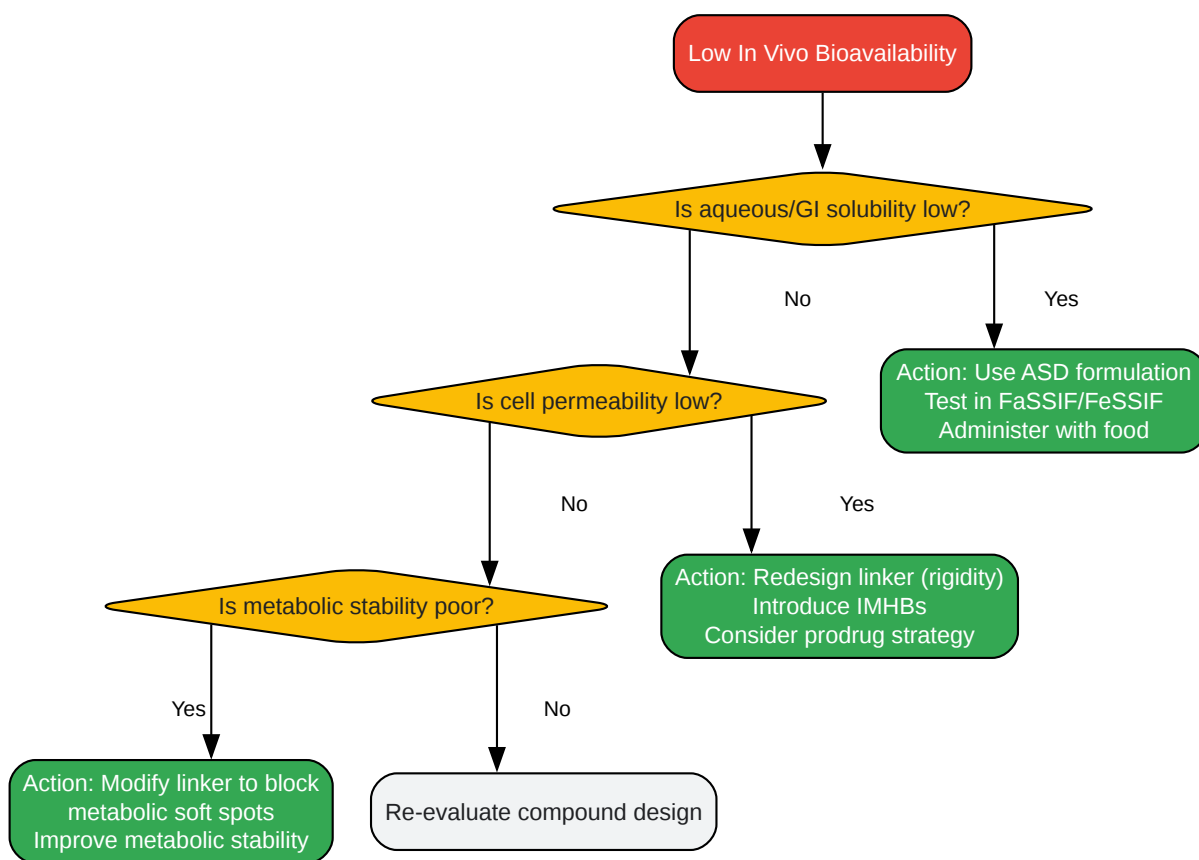 Low In Vivo Bioavailability
Is aqueous/GI solubility low?
No
Yes
Action: Use ASD formulation
Test in FaSSIF/FeSSIF
Administer with food
Is cell permeability low?
No
Yes
Action: Redesign linker (rigidity)
Introduce IMHBs
Consider prodrug strategy
Is metabolic stability poor?
Yes
No
Action: Modify linker to block
metabolic soft spots
Improve metabolic stability
Re-evaluate compound design